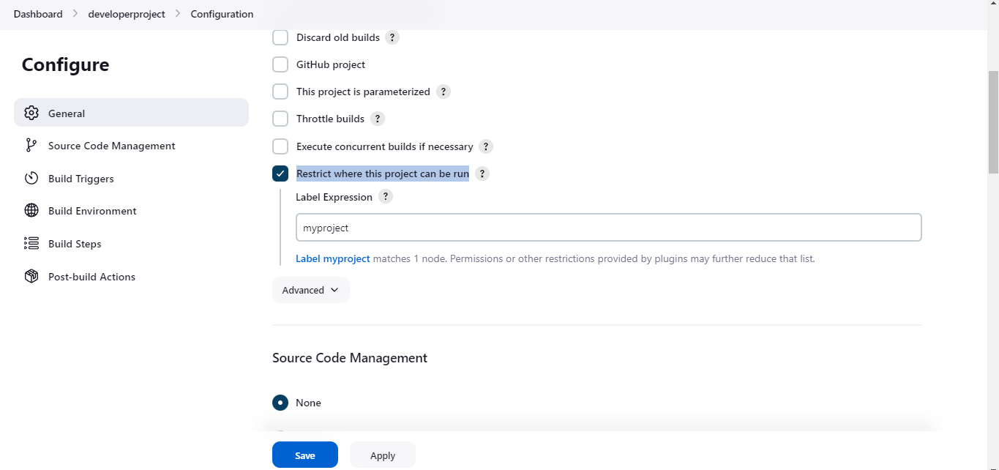 Dashboard > developerproject > Configuration
Configure
General
Source Code Management
Build Triggers
Build Environment
Build Steps
Post-build Actions
Discard old builds ?
GitHub project
This project is parameterized ?
Throttle builds ?
Execute concurrent builds if necessary ?
Restrict where this project can be run ?
Label Expression ?
myproject
Label myproject matches 1 node. Permissions or other restrictions provided by plugins may further reduce that list.
Advanced
Source Code Management
None
Save Apply